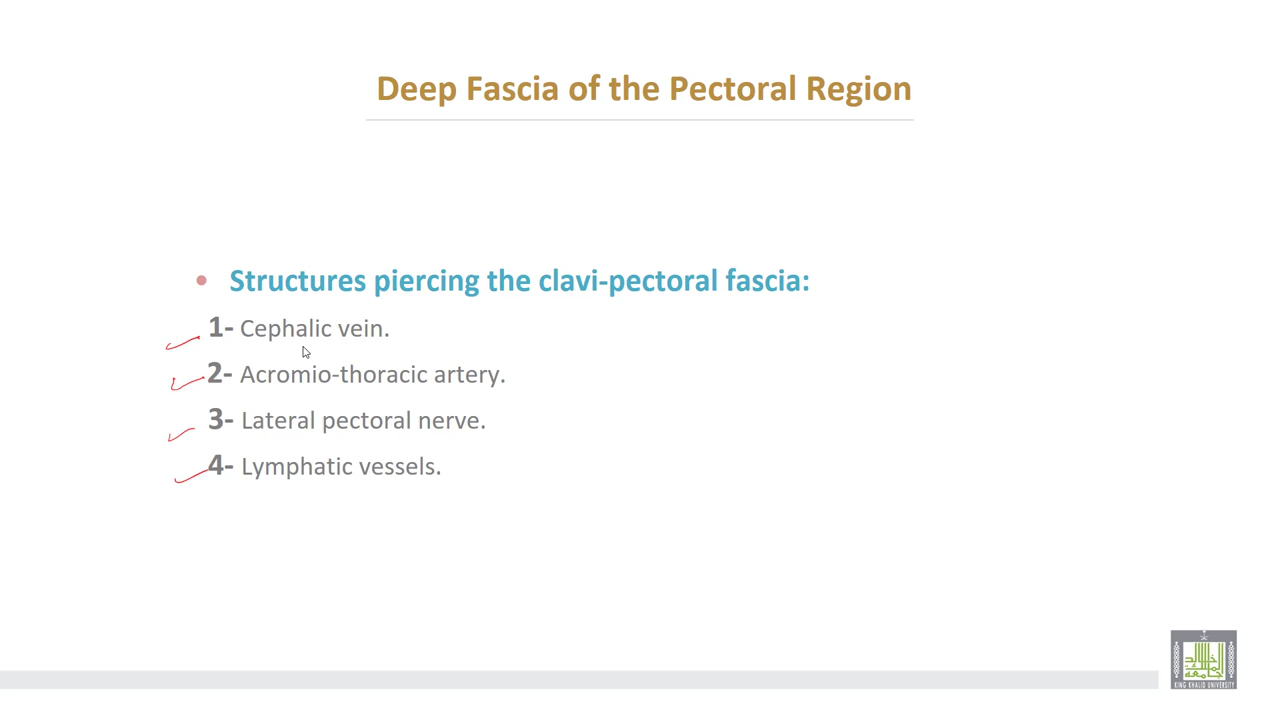 Deep Fascia of the Pectoral Region
• Structures piercing the clavi-pectoral fascia:
1- Cephalic vein.
2- Acromio-thoracic artery.
3- Lateral pectoral nerve.
4- Lymphatic vessels.
KING KHALID UNIVERSITY